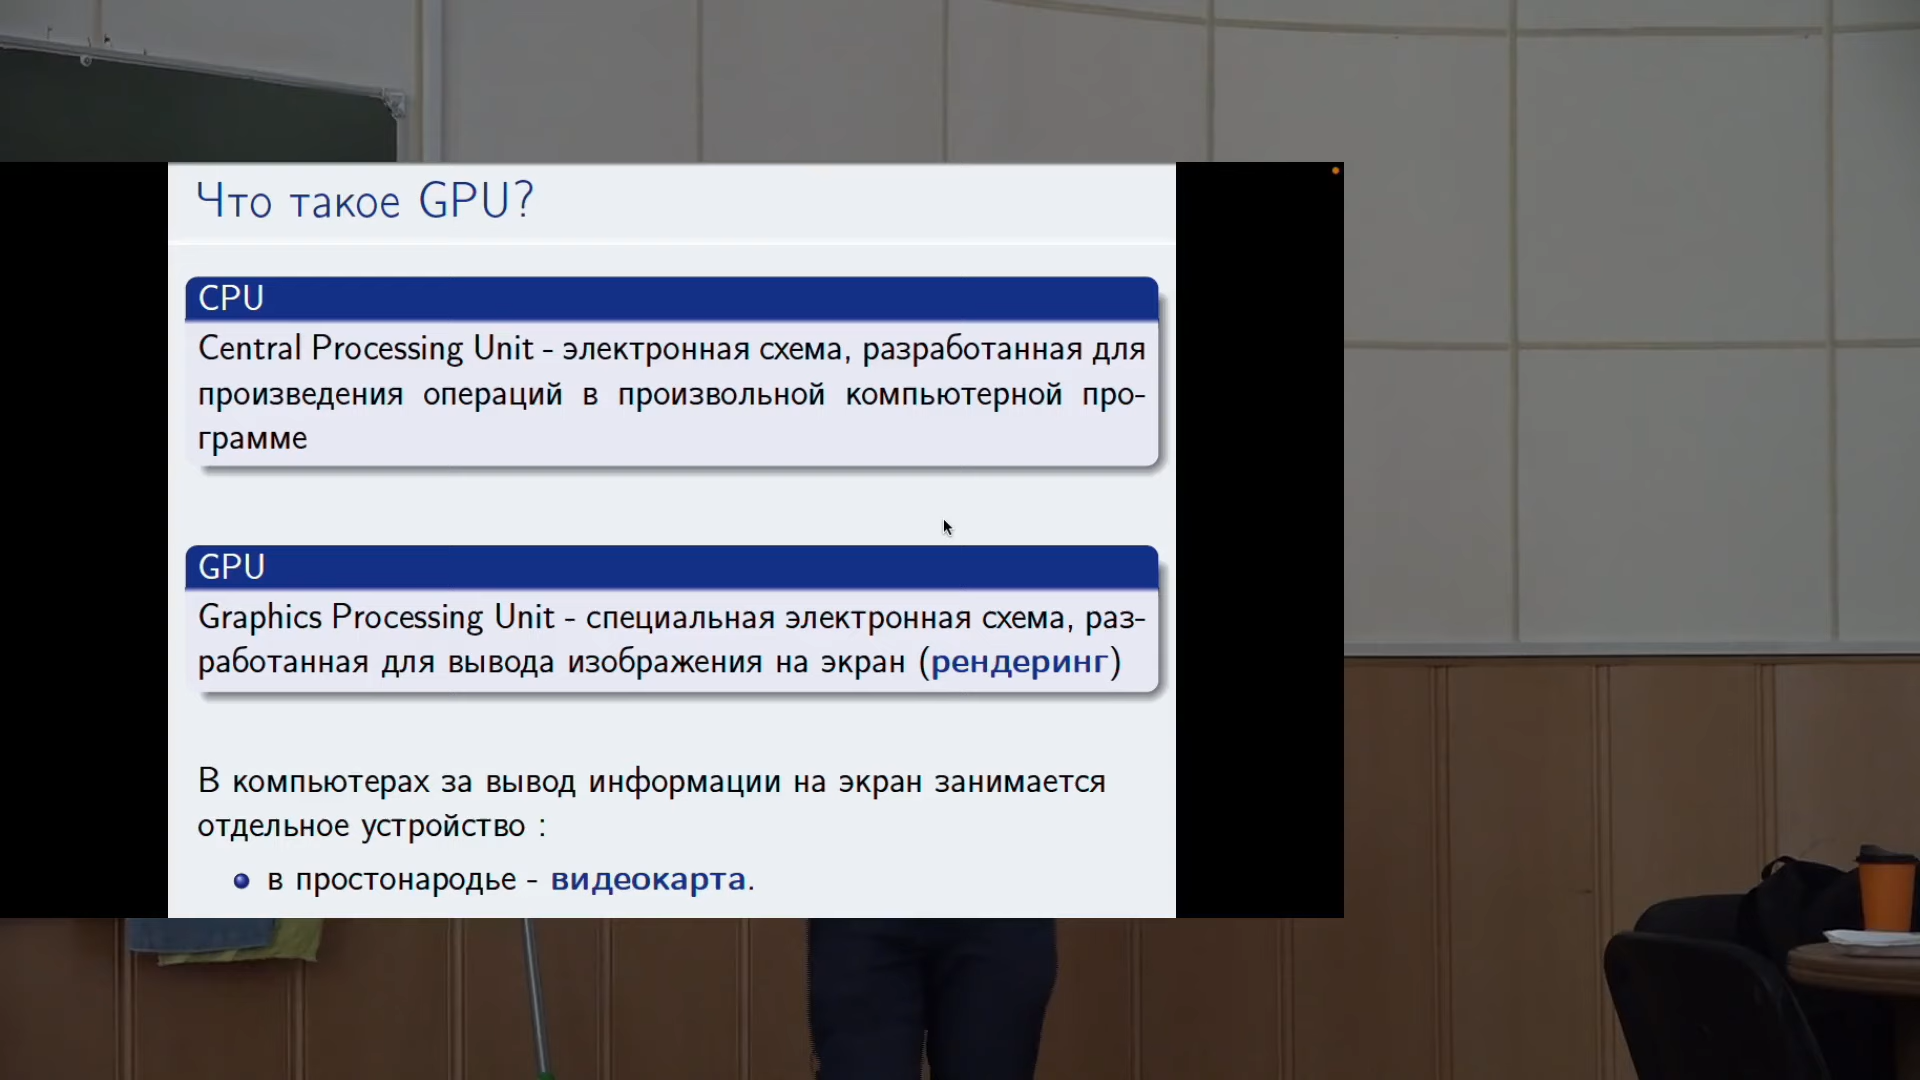 Что такое GPU?
CPU
Central Processing Unit - электронная схема, разработанная для
произведения операций в произвольной компьютерной про-
грамме
GPU
Graphics Processing Unit - специальная электронная схема, раз-
работанная для вывода изображения на экран (рендеринг)
В компьютерах за вывод информации на экран занимается
отдельное устройство :
в простонародье - видеокарта.